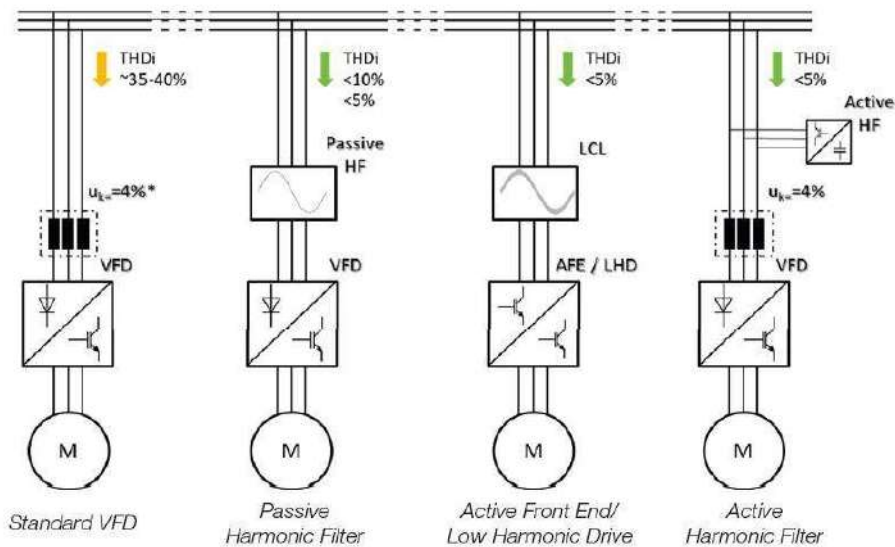 THDi
~35-40%
THDi
<10%
<5%
THDi
<5%
THDi
<5%
Active
HF
Passive
HF
LCL
uk==4%*
uk==4%
VFD
VFD
AFE / LHD
VFD
M
M
M
M
Standard VFD
Passive
Harmonic Filter
Active Front End/
Low Harmonic Drive
Active
Harmonic Filter